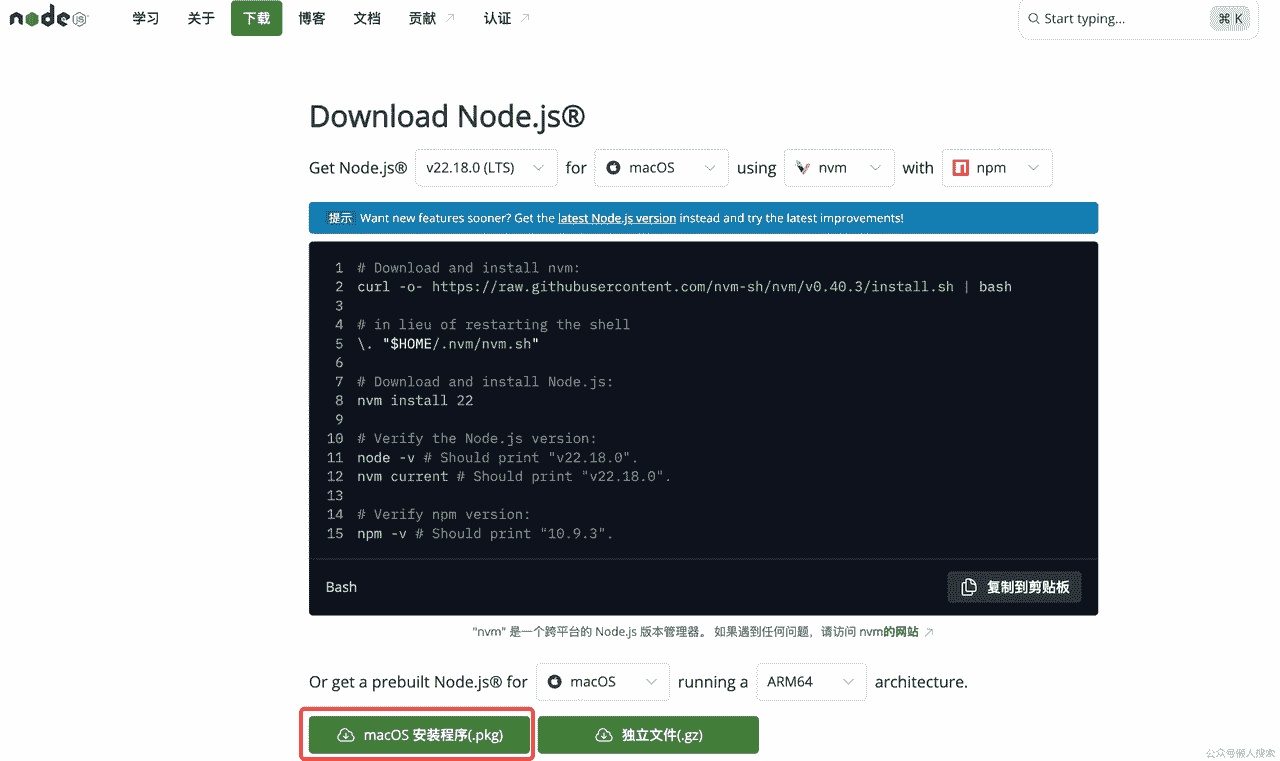 node JS 学习 关于 下载 博客 文档 贡献 ↗ 认证 ↗ Start typing... ⌘ K
Download Node.js®
Get Node.js® v22.18.0 (LTS) for macOS using nvm with npm
提示 Want new features sooner? Get the latest Node.js version instead and try the latest improvements!
1 # Download and install nvm:
2 curl -o- https://raw.githubusercontent.com/nvm-sh/nvm/v0.40.3/install.sh | bash
3
4 # in lieu of restarting the shell
5 \. "$HOME/.nvm/nvm.sh"
6
7 # Download and install Node.js:
8 nvm install 22
9
10 # Verify the Node.js version:
11 node -v # Should print "v22.18.0".
12 nvm current # Should print "v22.18.0".
13
14 # Verify npm version:
15 npm -v # Should print "10.9.3".
Bash 复制到剪贴板
"nvm" 是一个跨平台的 Node.js 版本管理器。 如果遇到任何问题，请访问 nvm的网站 ↗
Or get a prebuilt Node.js® for macOS running a ARM64 architecture.
macOS 安装程序(.pkg) 独立文件(.gz)
公众号懒人搜索